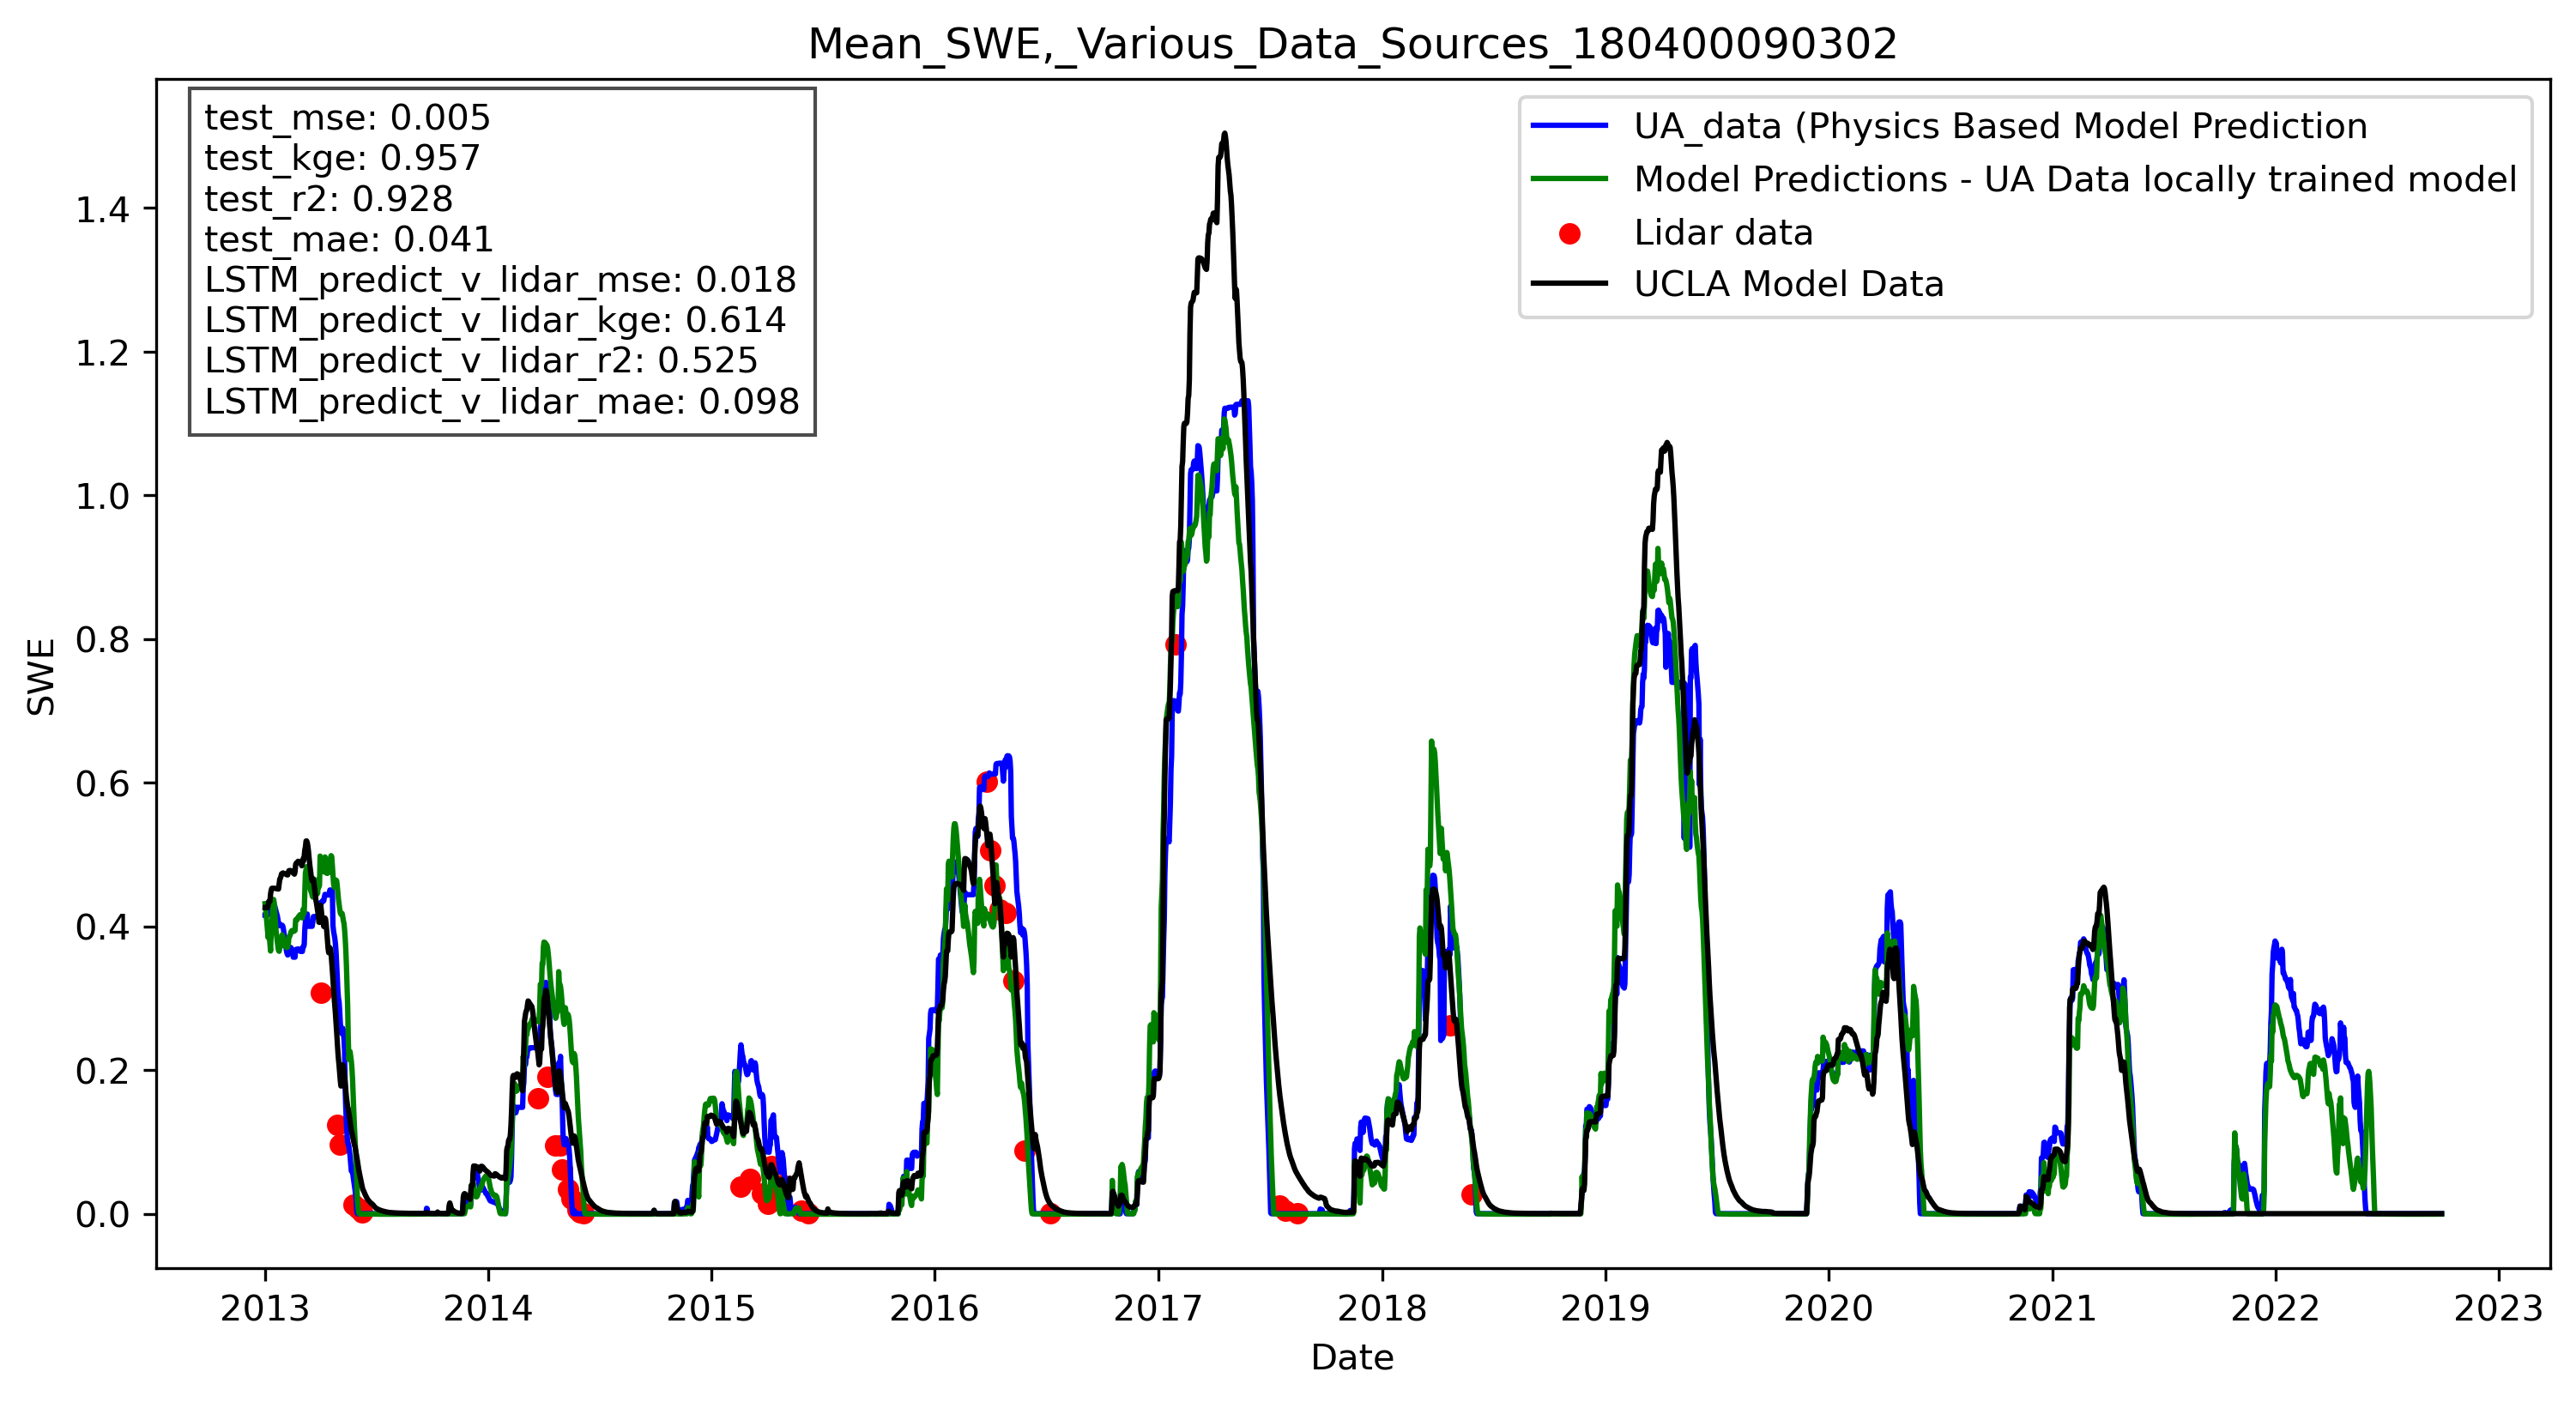 Mean_SWE,_Various_Data_Sources_180400090302
test_mse: 0.005
test_kge: 0.957
test_r2: 0.928
test_mae: 0.041
LSTM_predict_v_lidar_mse: 0.018
LSTM_predict_v_lidar_kge: 0.614
LSTM_predict_v_lidar_r2: 0.525
LSTM_predict_v_lidar_mae: 0.098
UA_data (Physics Based Model Prediction
Model Predictions - UA Data locally trained model
Lidar data
UCLA Model Data
SWE
1.4
1.2
1.0
0.8
0.6
0.4
0.2
0.0
2013 2014 2015 2016 2017 2018 2019 2020 2021 2022 2023
Date